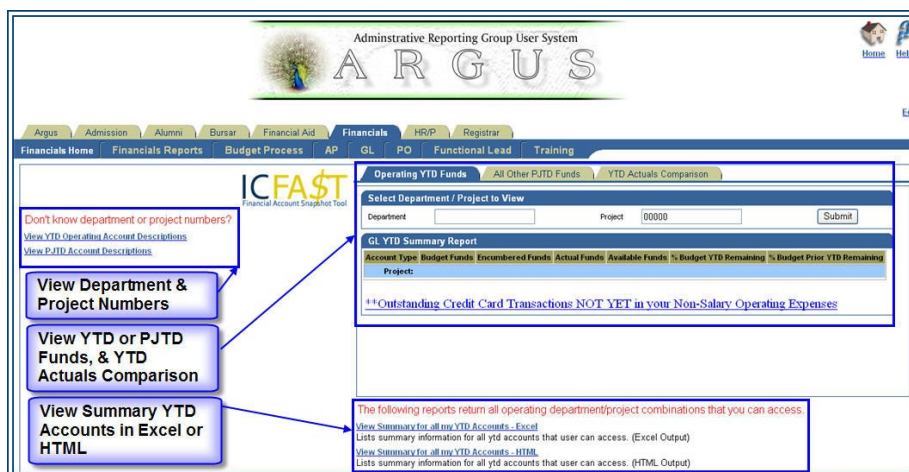 Adminstrative Reporting Group User System
ARGUS
Home
Argus Admission Alumni Bursar Financial Aid Financials HR/P Registrar
Financials Home Financials Reports Budget Process AP GL PO Functional Lead Training
ICFA$T
Financial Account Snapshot Tool
Don't know department or project numbers?
View YTD Operating Account Descriptions
View PJTD Account Descriptions
View Department &
Project Numbers
View YTD or PJTD
Funds, & YTD
Actuals Comparison
View Summary YTD
Accounts in Excel or
HTML
Operating YTD Funds All Other PJTD Funds YTD Actuals Comparison
Select Department / Project to View
Department Project 00000 Submit
GL YTD Summary Report
Account Type Budget Funds Encumbered Funds Actual Funds Available Funds % Budget YTD Remaining % Budget Prior YTD Remaining
Project:
**Outstanding Credit Card Transactions NOT YET in your Non-Salary Operating Expenses
The following reports return all operating department/project combinations that you can access.
View Summary for all my YTD Accounts - Excel
Lists summary information for all ytd accounts that user can access. (Excel Output)
View Summary for all my YTD Accounts - HTML
Lists summary information for all ytd accounts that user can access. (HTML Output)